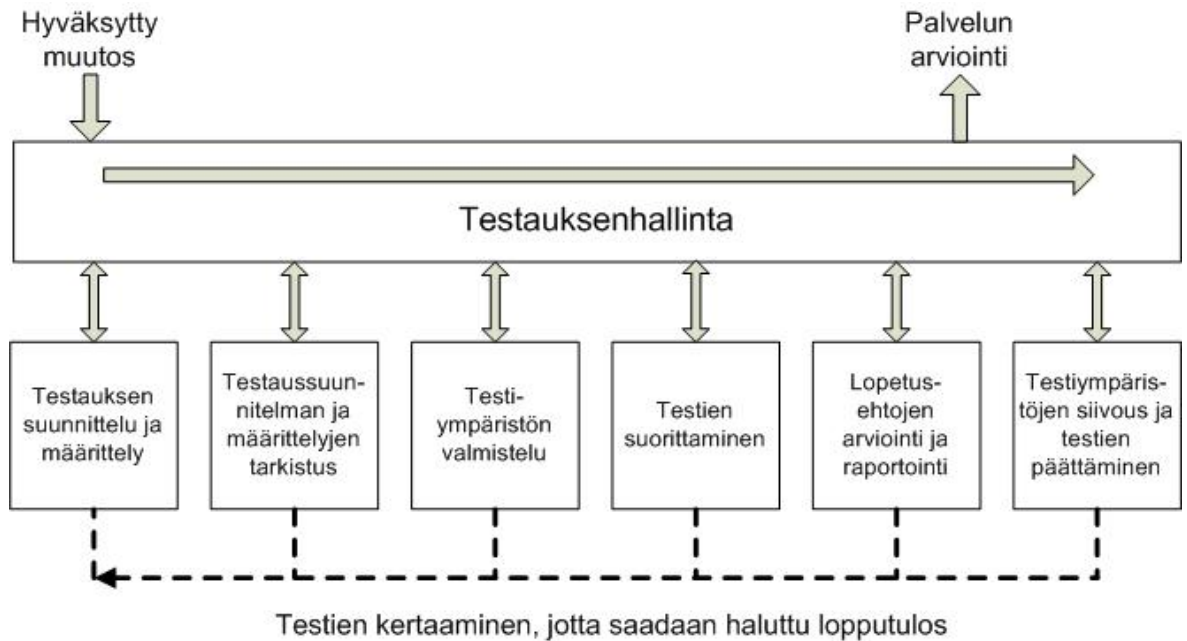 Hyväksytty
muutos
Palvelun
arviointi
Testauksenhallinta
Testauksen
suunnittelu ja
määrittely
Testaussuun-
nitelman ja
määrittelyjen
tarkistus
Testi-
ympäristön
valmistelu
Testien
suorittaminen
Lopetus-
ehtojen
arviointi ja
raportointi
Testiympäris-
töjen siivous ja
testien
päättäminen
Testien kertaaminen, jotta saadaan haluttu lopputulos